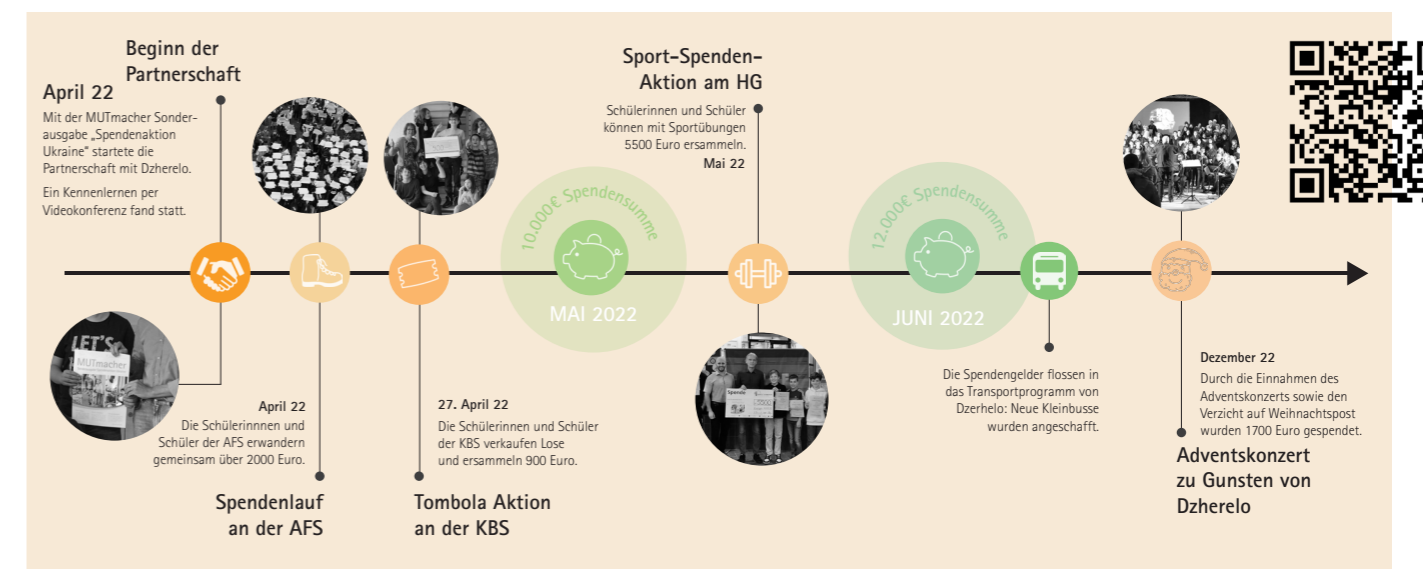 Beginn der
Partnerschaft
April 22
Mit der MUTmacher Sonder-
ausgabe „Spendenaktion
Ukraine“ startete die
Partnerschaft mit Dzherelo.
Ein Kennenlernen per
Videokonferenz fand statt.
LET'S
MUTmacher
April 22
Die Schülerinnnen und
Schüler der AFS erwandern
gemeinsam über 2000 Euro.
Spendenlauf
an der AFS
27. April 22
Die Schülerinnen und Schüler
der KBS verkaufen Lose
und ersammeln 900 Euro.
Tombola Aktion
an der KBS
10.000€ Spendensumme
MAI 2022
Sport-Spenden-
Aktion am HG
Schülerinnen und Schüler
können mit Sportübungen
5500 Euro ersammeln.
Mai 22
Spende
12.000€ Spendensumme
JUNI 2022
Die Spendengelder flossen in
das Transportprogramm von
Dzerhelo: Neue Kleinbusse
wurden angeschafft.
Dezember 22
Durch die Einnahmen des
Adventskonzerts sowie den
Verzicht auf Weihnachtspost
wurden 1700 Euro gespendet.
Adventskonzert
zu Gunsten von
Dzherelo